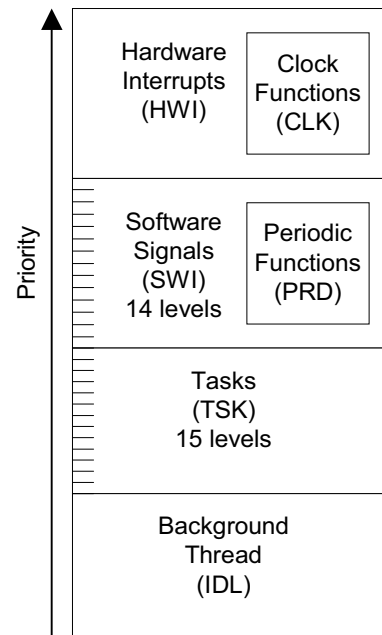 Priority
Hardware
Interrupts
(HWI)
Clock
Functions
(CLK)
Software
Signals
(SWI)
14 levels
Periodic
Functions
(PRD)
Tasks
(TSK)
15 levels
Background
Thread
(IDL)